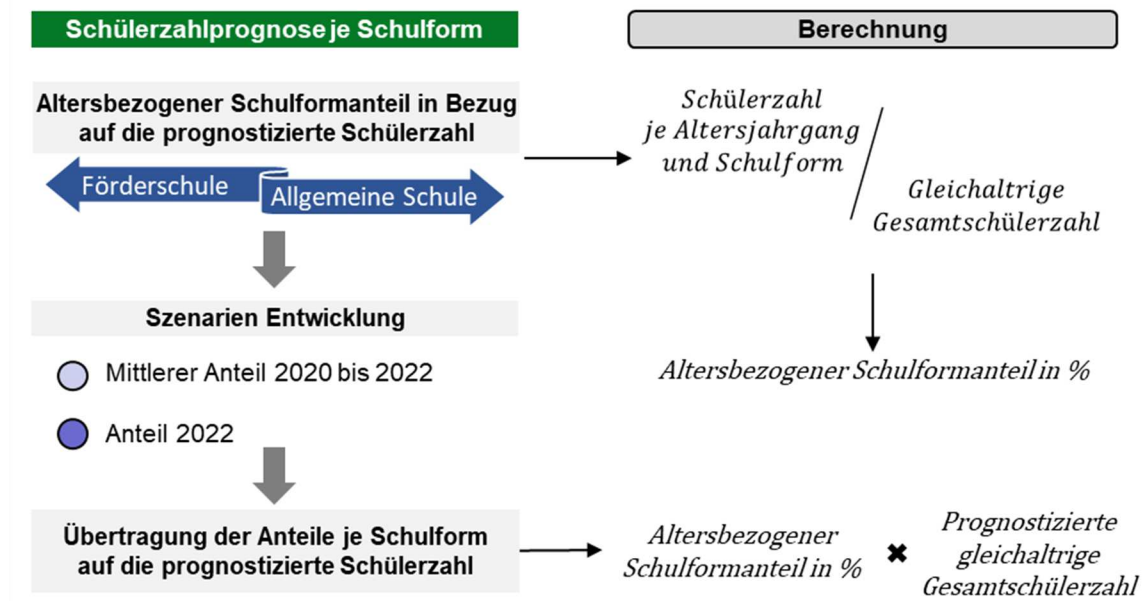 Schülerzahlprognose je Schulform
Berechnung
Altersbezogener Schulformanteil in Bezug
auf die prognostizierte Schülerzahl
Förderschule
Allgemeine Schule
Schülerzahl
je Altersjahrgang
und Schulform
/
Gleichaltrige
Gesamtschülerzahl
Szenarien Entwicklung
Mittlerer Anteil 2020 bis 2022
Anteil 2022
Altersbezogener Schulformanteil in %
Übertragung der Anteile je Schulform
auf die prognostizierte Schülerzahl
Altersbezogener
Schulformanteil in %
✖
Prognostizierte
gleichaltrige
Gesamtschülerzahl